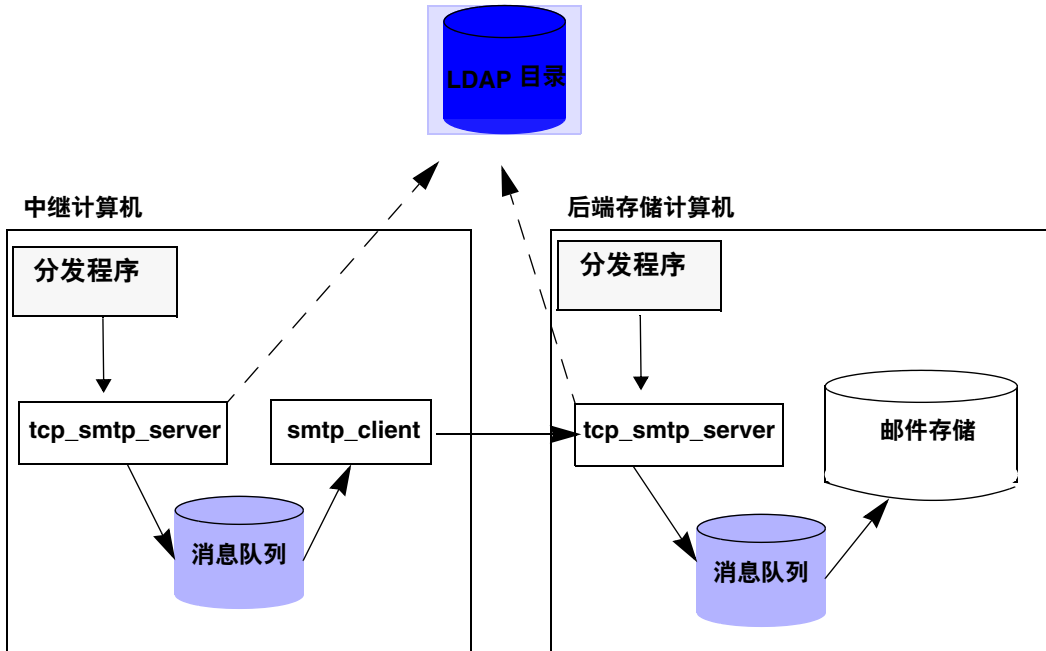 LDAP 目录
中继计算机
后端存储计算机
分发程序
分发程序
tcp_smtp_server
smtp_client
tcp_smtp_server
邮件存储
消息队列
消息队列